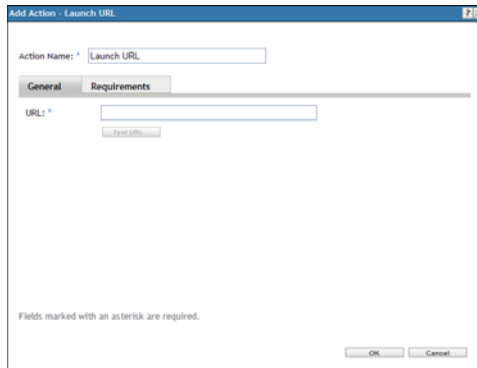 Add Action - Launch URL
Action Name: * Launch URL
General Requirements
URL: *
Test URL...
Fields marked with an asterisk are required.
OK Cancel